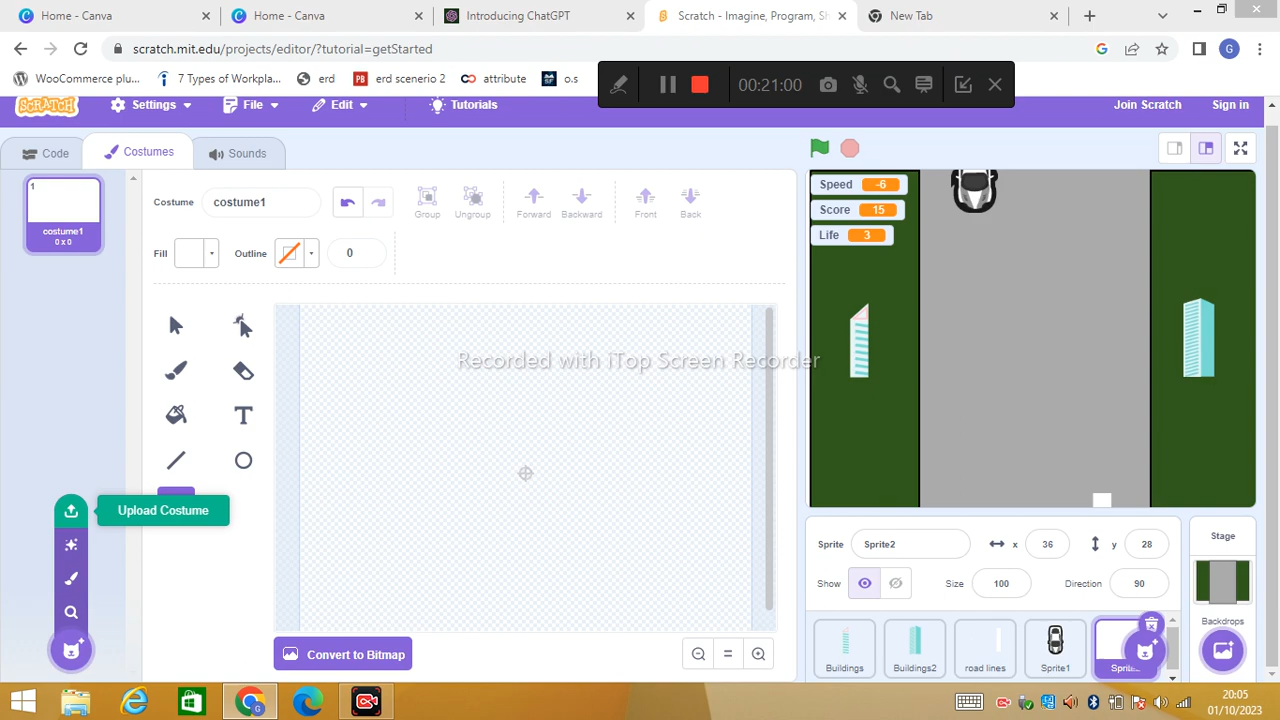 Home - Canva
Home - Canva
Introducing ChatGPT
Scratch - Imagine, Program, Sh
New Tab
scratch.mit.edu/projects/editor/?tutorial=getStarted
G
WooCommerce plu...
7 Types of Workpla...
erd
erd scenerio 2
attribute
o.s
00:21:00
SCRATCH
Settings
File
Edit
Tutorials
Join Scratch
Sign in
Code
Costumes
Sounds
1
costume1
0 x 0
Costume
costume1
Group
Ungroup
Forward
Backward
Front
Back
Fill
Outline
0
Speed -6
Score 15
Life 3
Recorded with iTop Screen Recorder
Upload Costume
Convert to Bitmap
Sprite
Sprite2
x
36
y
28
Show
Size
100
Direction
90
Stage
Backdrops
Buildings
Buildings2
road lines
Sprite1
20:05
01/10/2023